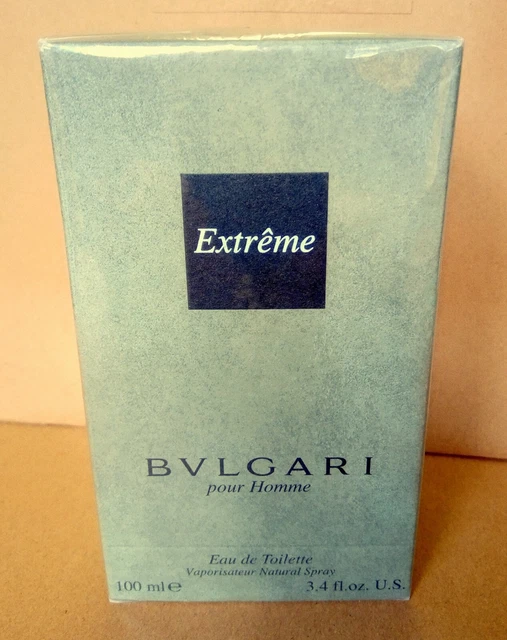 Extrême
BVLGARI
pour Homme
Eau de Toilette
Vaporisateur Natural Spray
100 ml ℮
3.4 fl.oz. U.S.